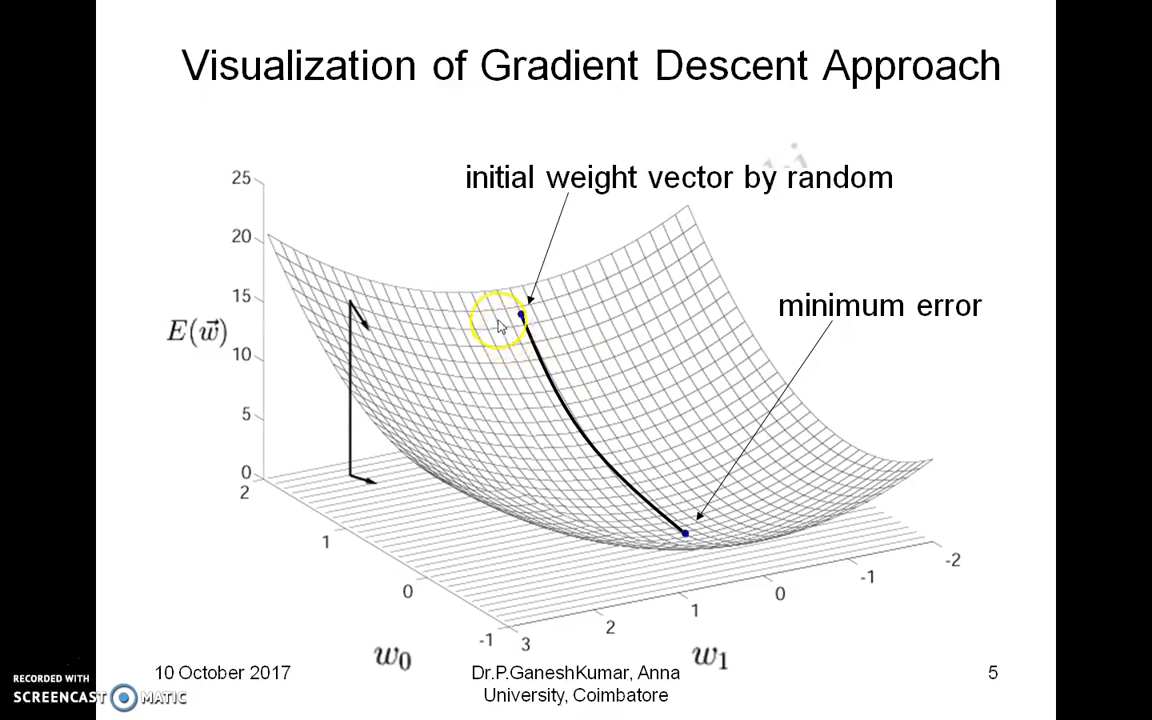 Visualization of Gradient Descent Approach
initial weight vector by random
minimum error
25
20
15
10
5
0
E(w⃗)
2
1
0
-1
w₀
3
2
1
0
-1
-2
w₁
10 October 2017
Dr.P.GaneshKumar, Anna
University, Coimbatore
5
RECORDED WITH
SCREENCAST MATIC